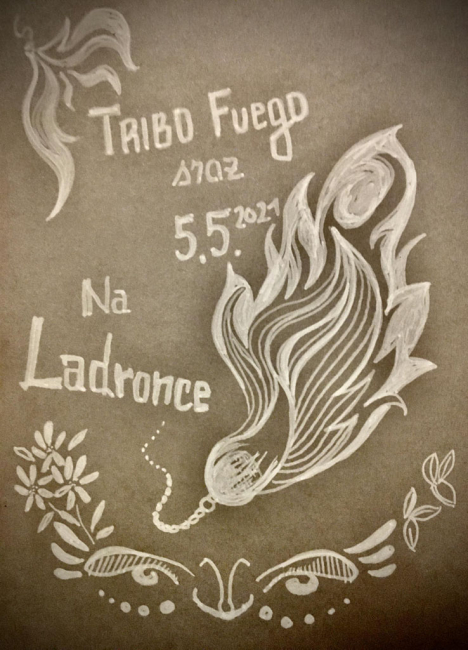 TRIBO FuEgO
sraz
5.5.2021
Na
Ladronce